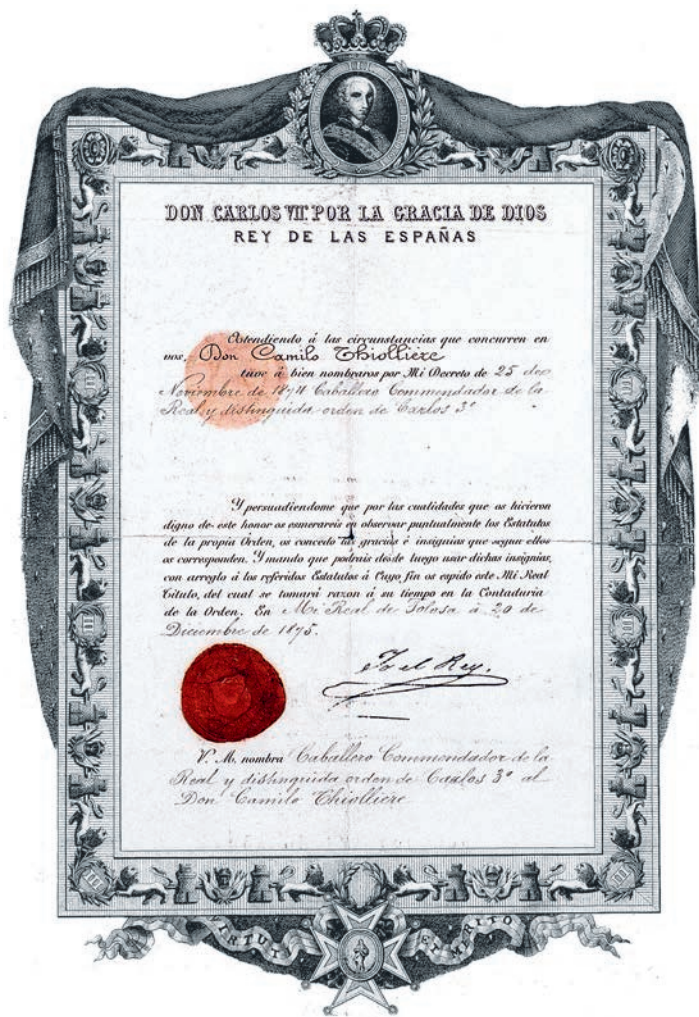 DON CARLOS VII POR LA GRACIA DE DIOS
REY DE LAS ESPAÑAS
Atendiendo á las circunstancias que concurren en
vos, Don Camilo Thiolliere
tuve á bien nombraros por Mi Decreto de 25 de
Noviembre de 1874 Caballero Commendador de la
Real y distinguida orden de Carlos 3º
Y persuadiendome que por las cualidades que os hicieron
digno de este honor os esmerareis en observar puntualmente los Estatutos
de la propia Orden, os concedo las gracias é insignias que segun ellos
os corresponden. Y mando que podrais desde luego usar dichas insignias,
con arreglo á los referidos Estatutos á Cuyo fin os espido este Mi Real
Título, del cual se tomará razon á su tiempo en la Contaduria
de la Orden. En Mi Real de Tolosa á 20 de
Diciembre de 1875.
Yo el Rey.
V. M. nombra Caballero Commendador de la
Real y distinguida orden de Carlos 3º al
Don Camilo Thiolliere
VIRTUTI ET MERITO